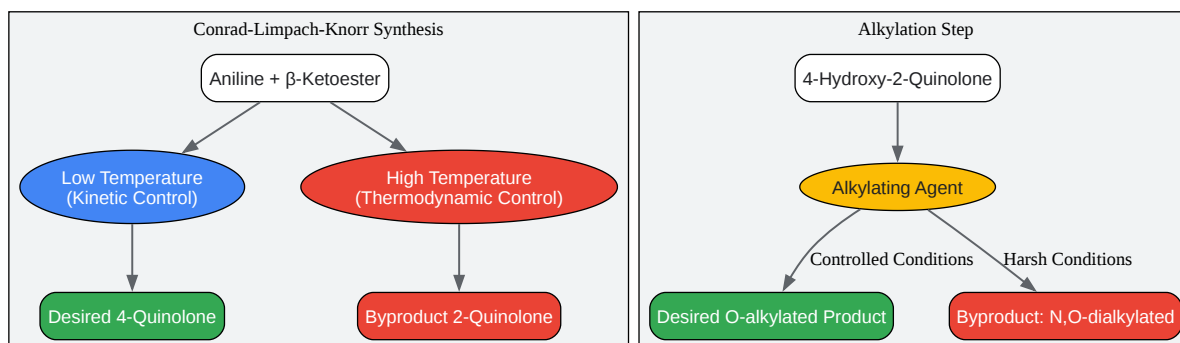 Conrad-Limpach-Knorr Synthesis
Aniline + β-Ketoester
Low Temperature
(Kinetic Control)
High Temperature
(Thermodynamic Control)
Desired 4-Quinolone
Byproduct 2-Quinolone
Alkylation Step
4-Hydroxy-2-Quinolone
Alkylating Agent
Controlled Conditions
Harsh Conditions
Desired O-alkylated Product
Byproduct: N,O-dialkylated